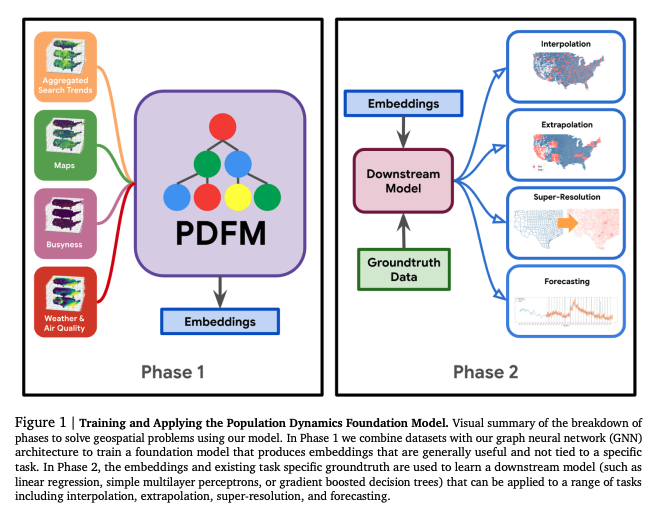 Aggregated
Search Trends
Maps
Busyness
Weather &
Air Quality
PDFM
Embeddings
Phase 1
Embeddings
Downstream
Model
Groundtruth
Data
Interpolation
Extrapolation
Super-Resolution
Forecasting
Phase 2
Figure 1 | Training and Applying the Population Dynamics Foundation Model. Visual summary of the breakdown of
phases to solve geospatial problems using our model. In Phase 1 we combine datasets with our graph neural network (GNN)
architecture to train a foundation model that produces embeddings that are generally useful and not tied to a specific
task. In Phase 2, the embeddings and existing task specific groundtruth are used to learn a downstream model (such as
linear regression, simple multilayer perceptrons, or gradient boosted decision trees) that can be applied to a range of tasks
including interpolation, extrapolation, super-resolution, and forecasting.